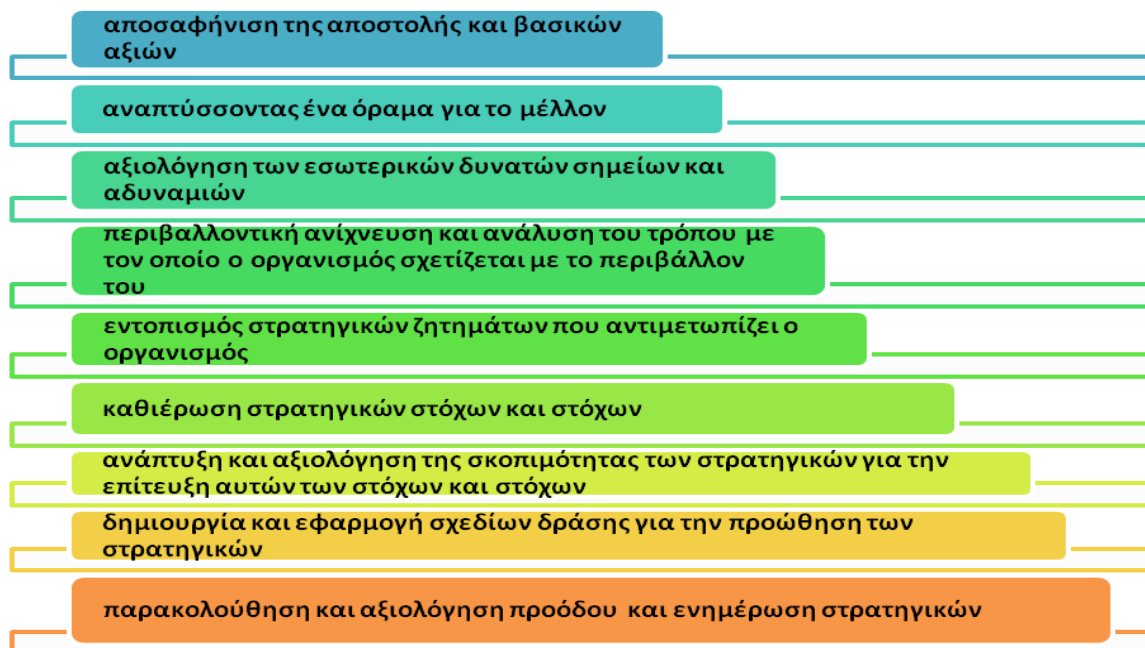 αποσαφήνιση της αποστολής και βασικών
αξιών
αναπτύσσοντας ένα όραμα για το μέλλον
αξιολόγηση των εσωτερικών δυνατών σημείων και
αδυναμιών
περιβαλλοντική ανίχνευση και ανάλυση του τρόπου με
τον οποίο ο οργανισμός σχετίζεται με το περιβάλλον
του
εντοπισμός στρατηγικών ζητημάτων που αντιμετωπίζει ο
οργανισμός
καθιέρωση στρατηγικών στόχων και στόχων
ανάπτυξη και αξιολόγηση της σκοπιμότητας των στρατηγικών για την
επίτευξη αυτών των στόχων και στόχων
δημιουργία και εφαρμογή σχεδίων δράσης για την προώθηση των
στρατηγικών
παρακολούθηση και αξιολόγηση προόδου και ενημέρωση στρατηγικών